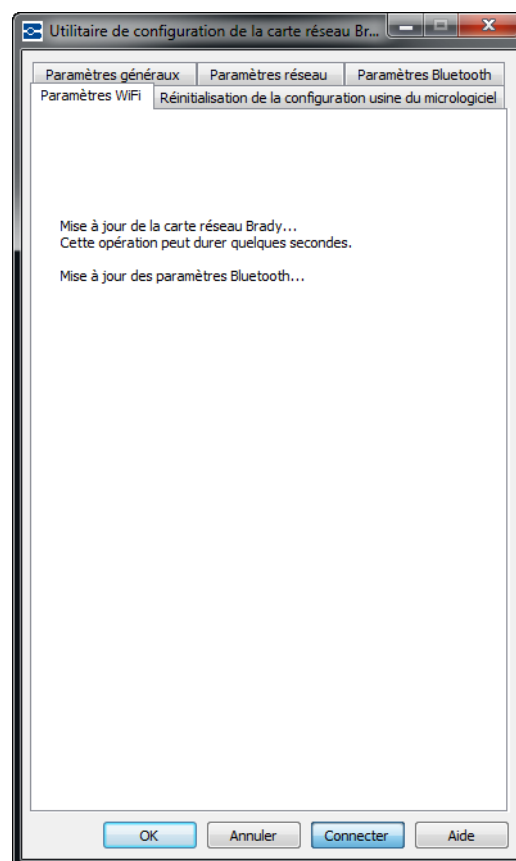 Utilitaire de configuration de la carte réseau Br...
Paramètres généraux
Paramètres réseau
Paramètres Bluetooth
Paramètres WiFi
Réinitialisation de la configuration usine du micrologiciel
Mise à jour de la carte réseau Brady...
Cette opération peut durer quelques secondes.
Mise à jour des paramètres Bluetooth...
OK
Annuler
Connecter
Aide